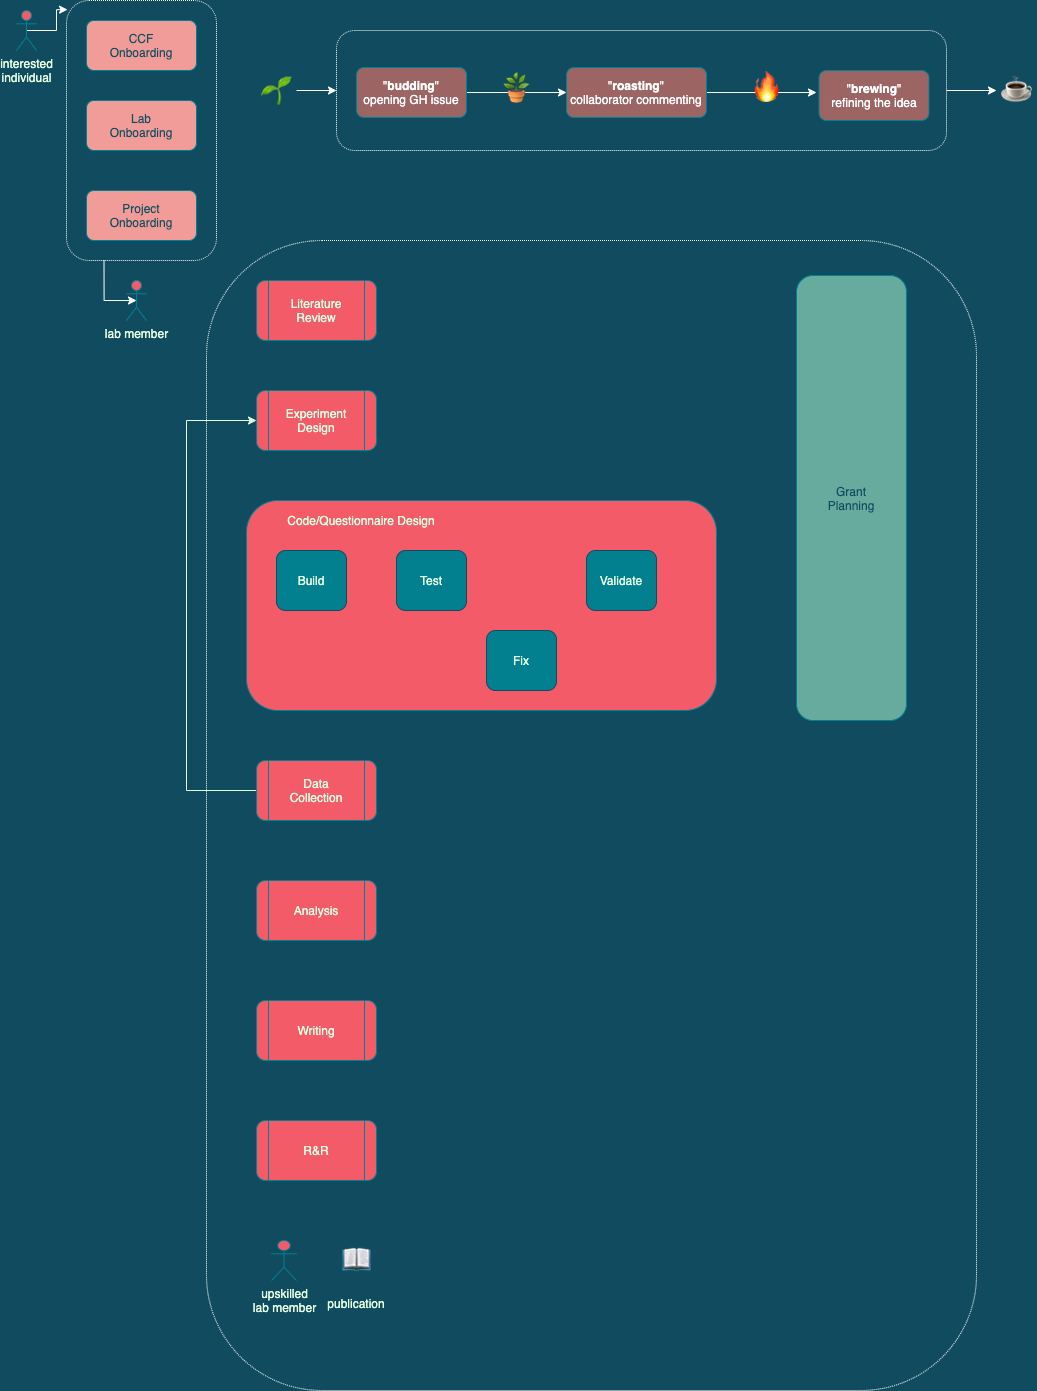 interested
individual
CCF
Onboarding
Lab
Onboarding
Project
Onboarding
lab member
"budding"
opening GH issue
"roasting"
collaborator commenting
"brewing"
refining the idea
Literature
Review
Experiment
Design
Code/Questionnaire Design
Build
Test
Validate
Fix
Grant
Planning
Data
Collection
Analysis
Writing
R&R
upskilled
lab member
publication